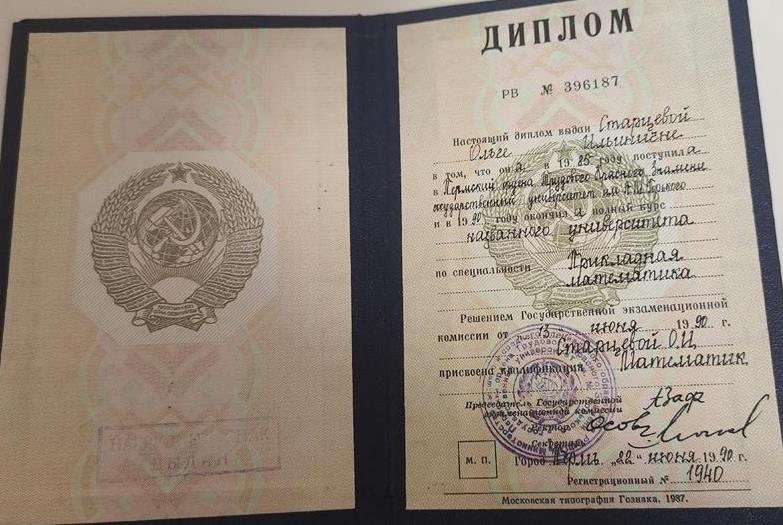 ДИПЛОМ
РВ № 396187
Настоящий диплом выдан Старцевой
Ольге Ильиничне
в том, что она в 1985 году поступила
в Пермский ордена Трудового Красного Знамени
государственный университет им. А.М. Горького
и в 1990 году окончила полный курс
названного университета
по специальности Прикладная
математика
Решением Государственной экзаменационной
комиссии от 13 июня 1990 г.
Старцевой О.И.
присвоена квалификация Математик
Председатель Государственной
экзаменационной комиссии
Ректор
Секретарь
М. П.
Город Пермь „22" июня 1990 г.
Регистрационный № 1940
Московская типография Гознака. 1987.